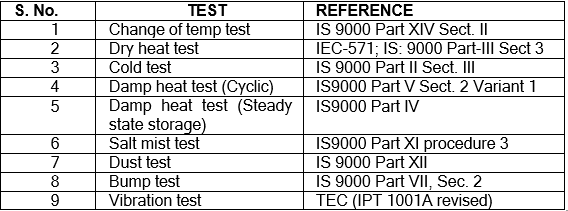 S. No. TEST REFERENCE
1 Change of temp test IS 9000 Part XIV Sect. II
2 Dry heat test IEC-571; IS: 9000 Part-III Sect 3
3 Cold test IS 9000 Part II Sect. III
4 Damp heat test (Cyclic) IS9000 Part V Sect. 2 Variant 1
5 Damp heat test (Steady IS9000 Part IV
state storage)
6 Salt mist test IS9000 Part XI procedure 3
7 Dust test IS 9000 Part XII
8 Bump test IS 9000 Part VII, Sec. 2
9 Vibration test TEC (IPT 1001A revised)